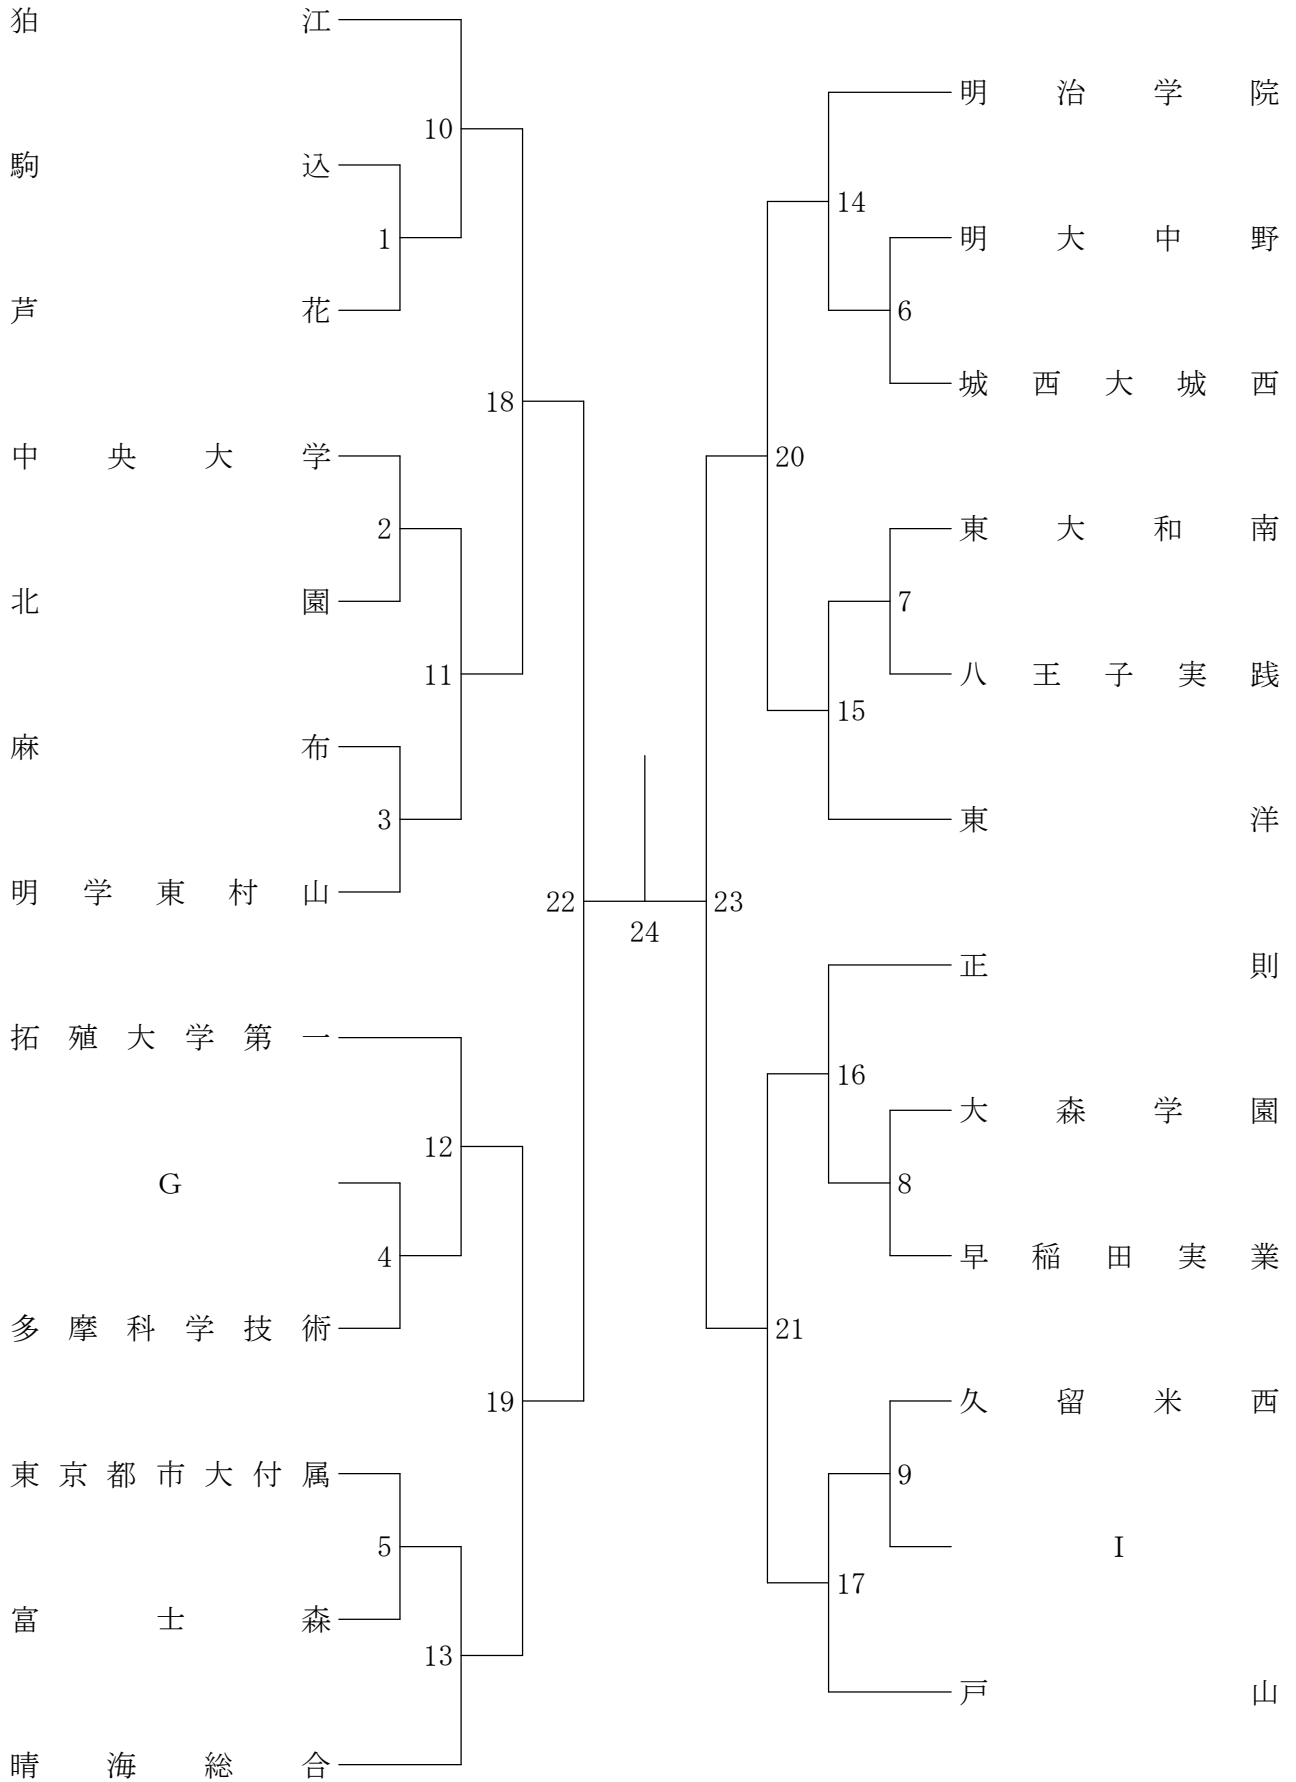 狛江
10
駒込
1
芦花
18
中央大学
2
北園
11
麻布
3
明学東村山
22
24
拓殖大学第一
12
G
4
多摩科学技術
19
東京都市大付属
5
富士森
13
晴海総合
明治学院
14
明大中野
6
城西大城西
20
東大和南
7
八王子実践
15
東洋
23
正則
16
大森学園
8
早稲田実業
21
久留米西
9
I
17
戸山